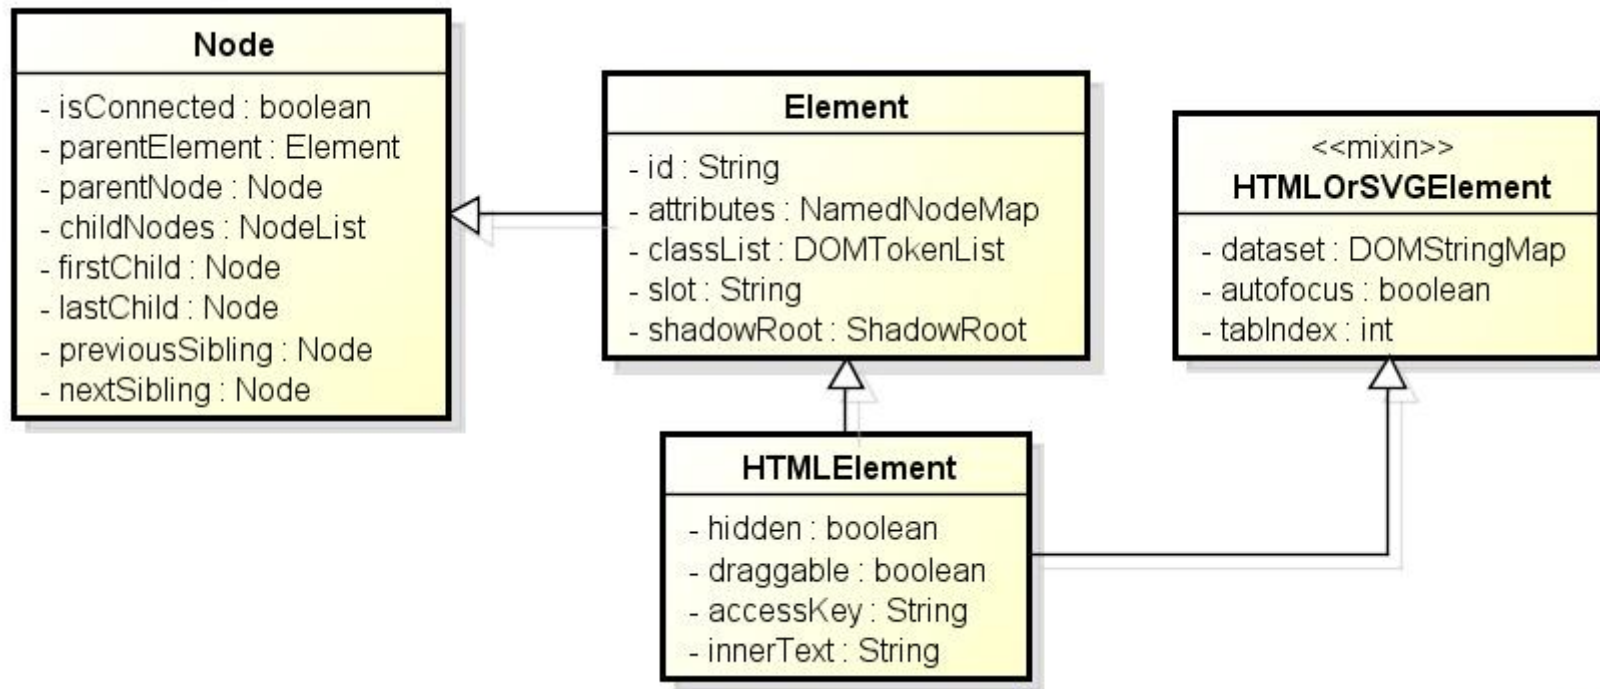 Node
- isConnected : boolean
- parentElement : Element
- parentNode : Node
- childNodes : NodeList
- firstChild : Node
- lastChild : Node
- previousSibling : Node
- nextSibling : Node
Element
- id : String
- attributes : NamedNodeMap
- classList : DOMTokenList
- slot : String
- shadowRoot : ShadowRoot
<<mixin>>
HTMLOrSVGElement
- dataset : DOMStringMap
- autofocus : boolean
- tabIndex : int
HTMLElement
- hidden : boolean
- draggable : boolean
- accessKey : String
- innerText : String